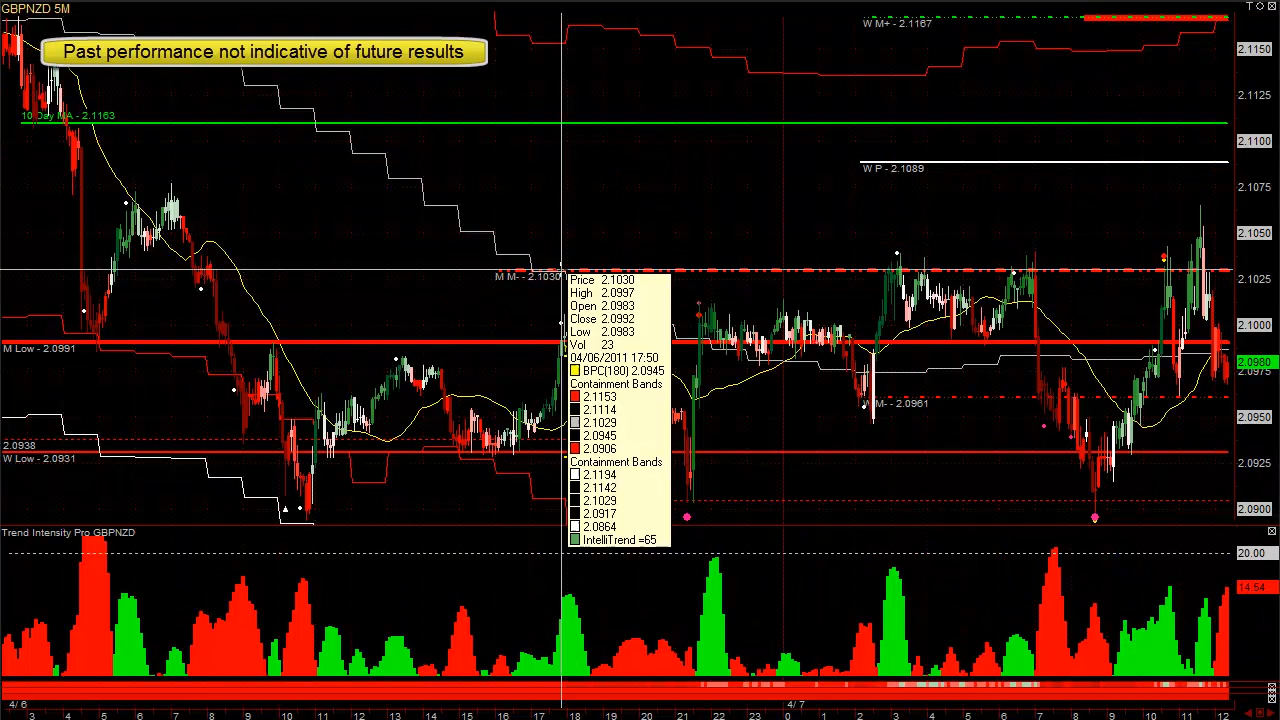 GBPNZD 5M
W M+ - 2.1167
2.1150
Past performance not indicative of future results
2.1125
10 Day MA - 2.1163
2.1100
W P - 2.1089
2.1075
2.1050
M M- - 2.1030
2.1025
Price 2.1030
High 2.0997
Open 2.0983
Close 2.0992
Low 2.0983
Vol 23
04/06/2011 17:50
BPC(180) 2.0945
Containment Bands
2.1153
2.1114
2.1029
2.0945
2.0906
Containment Bands
2.1194
2.1142
2.1029
2.0917
2.0864
IntelliTrend =65
2.1000
M Low - 2.0991
2.0980
2.0975
W M- - 2.0961
2.0950
2.0938
W Low - 2.0931
2.0925
2.0900
Trend Intensity Pro GBPNZD
20.00
14.54
4/ 6 4/ 7
3 4 5 6 7 8 9 10 11 12 13 14 15 16 17 18 19 20 21 22 23 0 1 2 3 4 5 6 7 8 9 10 11 12